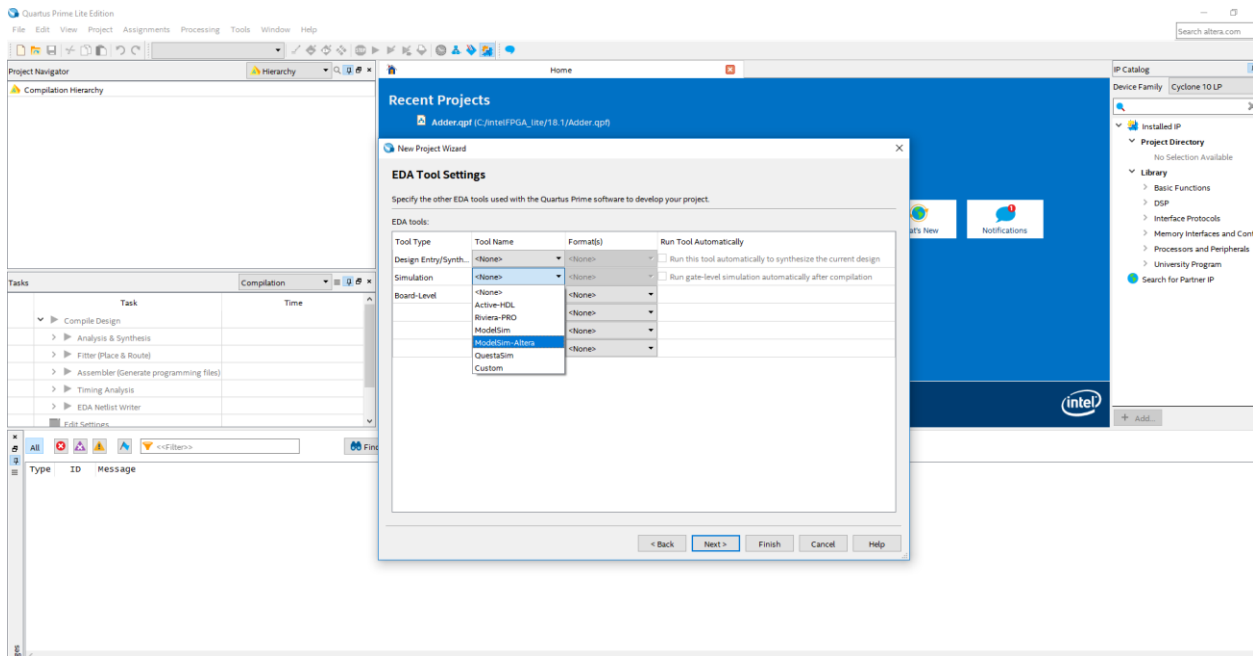 Quartus Prime Lite Edition
File Edit View Project Assignments Processing Tools Window Help
Search altera.com
Project Navigator
Hierarchy
Compilation Hierarchy
Home
Recent Projects
Adder.qpf (C:/intelFPGA_lite/18.1/Adder.qpf)
New Project Wizard
EDA Tool Settings
Specify the other EDA tools used with the Quartus Prime software to develop your project.
EDA tools:
Tool Type Tool Name Format(s) Run Tool Automatically
Design Entry/Synth... <None> <None> Run this tool automatically to synthesize the current design
Simulation <None> <None> Run gate-level simulation automatically after compilation
Board-Level
<None>
Active-HDL
Riviera-PRO
ModelSim
ModelSim-Altera
QuestaSim
Custom
<None>
<None>
<None>
<None>
< Back Next > Finish Cancel Help
at's New
1
Notifications
intel
IP Catalog
Device Family Cyclone 10 LP
Installed IP
Project Directory
No Selection Available
Library
Basic Functions
DSP
Interface Protocols
Memory Interfaces and Cont
Processors and Peripherals
University Program
Search for Partner IP
+ Add...
Tasks
Compilation
Task Time
Compile Design
Analysis & Synthesis
Fitter (Place & Route)
Assembler (Generate programming files)
Timing Analysis
EDA Netlist Writer
Edit Settings
All
<<Filter>>
Find
Type ID Message